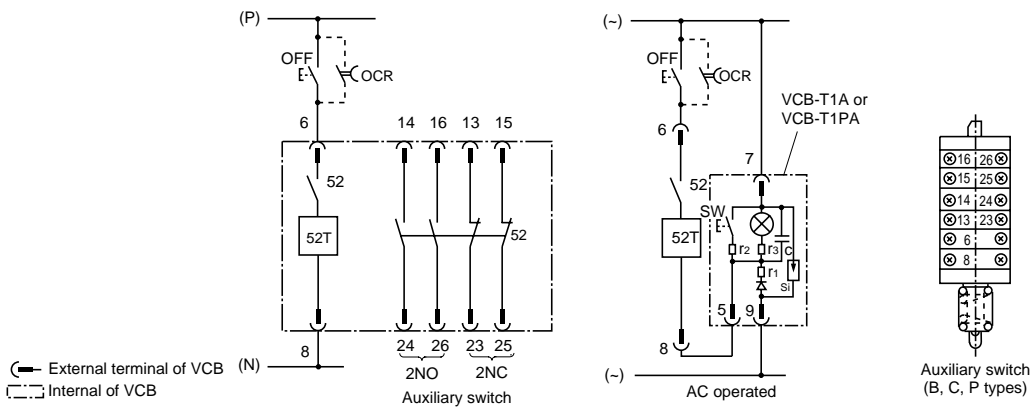 (P)
OFF
OCR
6
14 16 13 15
52
52T
52
8
24 26 23 25
(N)
2NO 2NC
Auxiliary switch
External terminal of VCB
Internal of VCB
(~)
OFF
OCR
6
7
VCB-T1A or
VCB-T1PA
52
SW
52T
r2 r3 c
r1
Si
5 9
8
(~)
AC operated
16 26
15 25
14 24
13 23
6
8
Auxiliary switch
(B, C, P types)